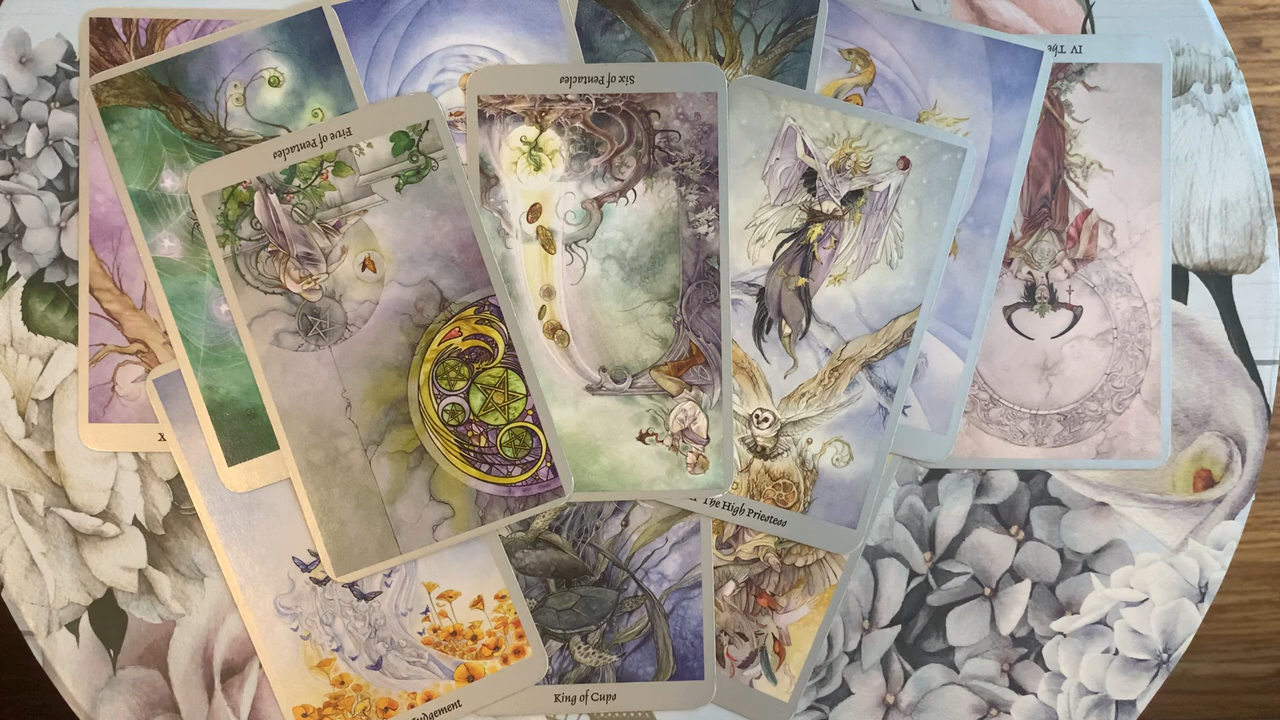 IV The
Six of Pentacles
Five of Pentacles
X
The High Priestess
King of Cups
Judgement